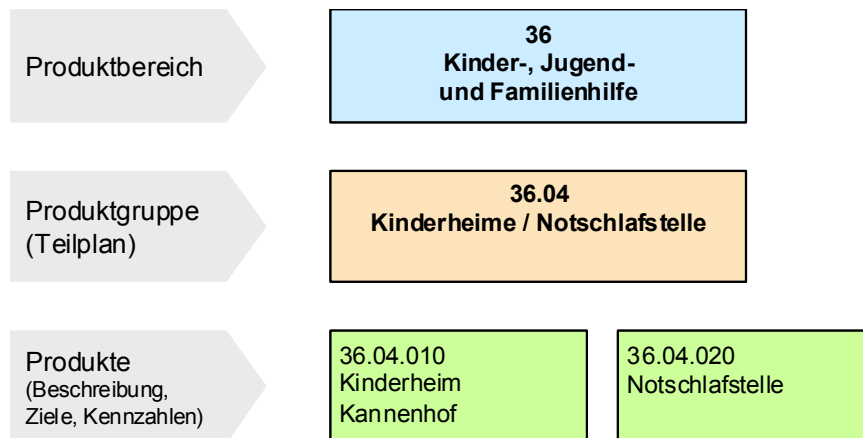 Produktbereich
36
Kinder-, Jugend-
und Familienhilfe
Produktgruppe
(Teilplan)
36.04
Kinderheime / Notschlafstelle
Produkte
(Beschreibung,
Ziele, Kennzahlen)
36.04.010
Kinderheim
Kannenhof
36.04.020
Notschlafstelle